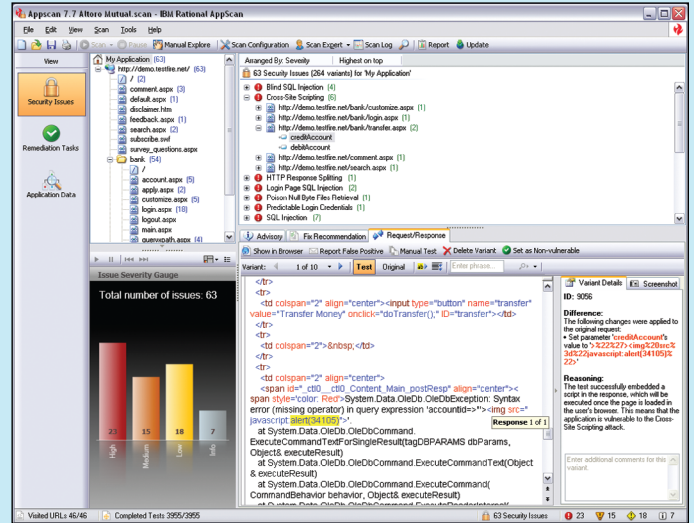 Appscan 7.7 Altoro Mutual.scan - IBM Rational AppScan
File Edit View Scan Tools Help
Scan Pause Manual Explore Scan Configuration Scan Expert Scan Log Report Update
View
Security Issues
Remediation Tasks
Application Data
My Application (63)
http://demo.testfire.net/ (63)
/ (2)
comment.aspx (3)
default.aspx (1)
disclaimer.htm
feedback.aspx (1)
search.aspx (2)
subscribe.swf
survey_questions.aspx
bank (54)
/
account.aspx (5)
apply.aspx (2)
customize.aspx (5)
login.aspx (18)
logout.aspx
main.aspx
queryxpath.aspx (4)
Arranged By: Severity Highest on top
63 Security Issues (264 variants) for 'My Application'
Blind SQL Injection (4)
Cross-Site Scripting (6)
http://demo.testfire.net/bank/customize.aspx (1)
http://demo.testfire.net/bank/login.aspx (1)
http://demo.testfire.net/bank/transfer.aspx (2)
creditAccount
debitAccount
http://demo.testfire.net/comment.aspx (1)
http://demo.testfire.net/search.aspx (1)
HTTP Response Splitting (1)
Login Page SQL Injection (2)
Poison Null Byte Files Retrieval (1)
Predictable Login Credentials (1)
SQL Injection (7)
Advisory Fix Recommendation Request/Response
Show in Browser Report False Positive Manual Test Delete Variant Set as Non-vulnerable
Variant: 1 of 10 Test Original Enter phrase...
Issue Severity Gauge
Total number of issues: 63
23 15 18 7
High Medium Low Info
</tr>
<tr>
<td colspan="2" align="center"><input type="button" name="transfer"
value="Transfer Money" onclick="doTransfer();" ID="transfer"></td>
</tr>
<tr>
<td colspan="2">&nbsp;</td>
</tr>
<tr>
<td colspan="2" align="center">
<span id="_ctl0__ctl0_Content_Main_postResp" align="center"><
span style='color: Red'>System.Data.OleDb.OleDbException: Syntax
error (missing operator) in query expression 'accountid=>"'><img src="
javascript:alert(34105)">'.
Response 1 of 1
at System.Data.OleDb.OleDbCommand.
ExecuteCommandTextForSingleResult(tagDBPARAMS dbParams,
Object& executeResult)
at System.Data.OleDb.OleDbCommand.ExecuteCommandText(Object
& executeResult)
at System.Data.OleDb.OleDbCommand.ExecuteCommand(
CommandBehavior behavior, Object& executeResult)
Variant Details Screenshot
ID: 9056
Difference:
The following changes were applied to
the original request:
• Set parameter 'creditAccount's
value to '>%22%27><img%20src%
3d%22javascript:alert(34105)%
22>'
Reasoning:
The test successfully embedded a
script in the response, which will be
executed once the page is loaded in
the user's browser. This means that the
application is vulnerable to the Cross-
Site Scripting attack.
Enter additional comments for this
variant.
Visited URLs 46/46 Completed Tests 3955/3955 63 Security Issues 23 15 18 7